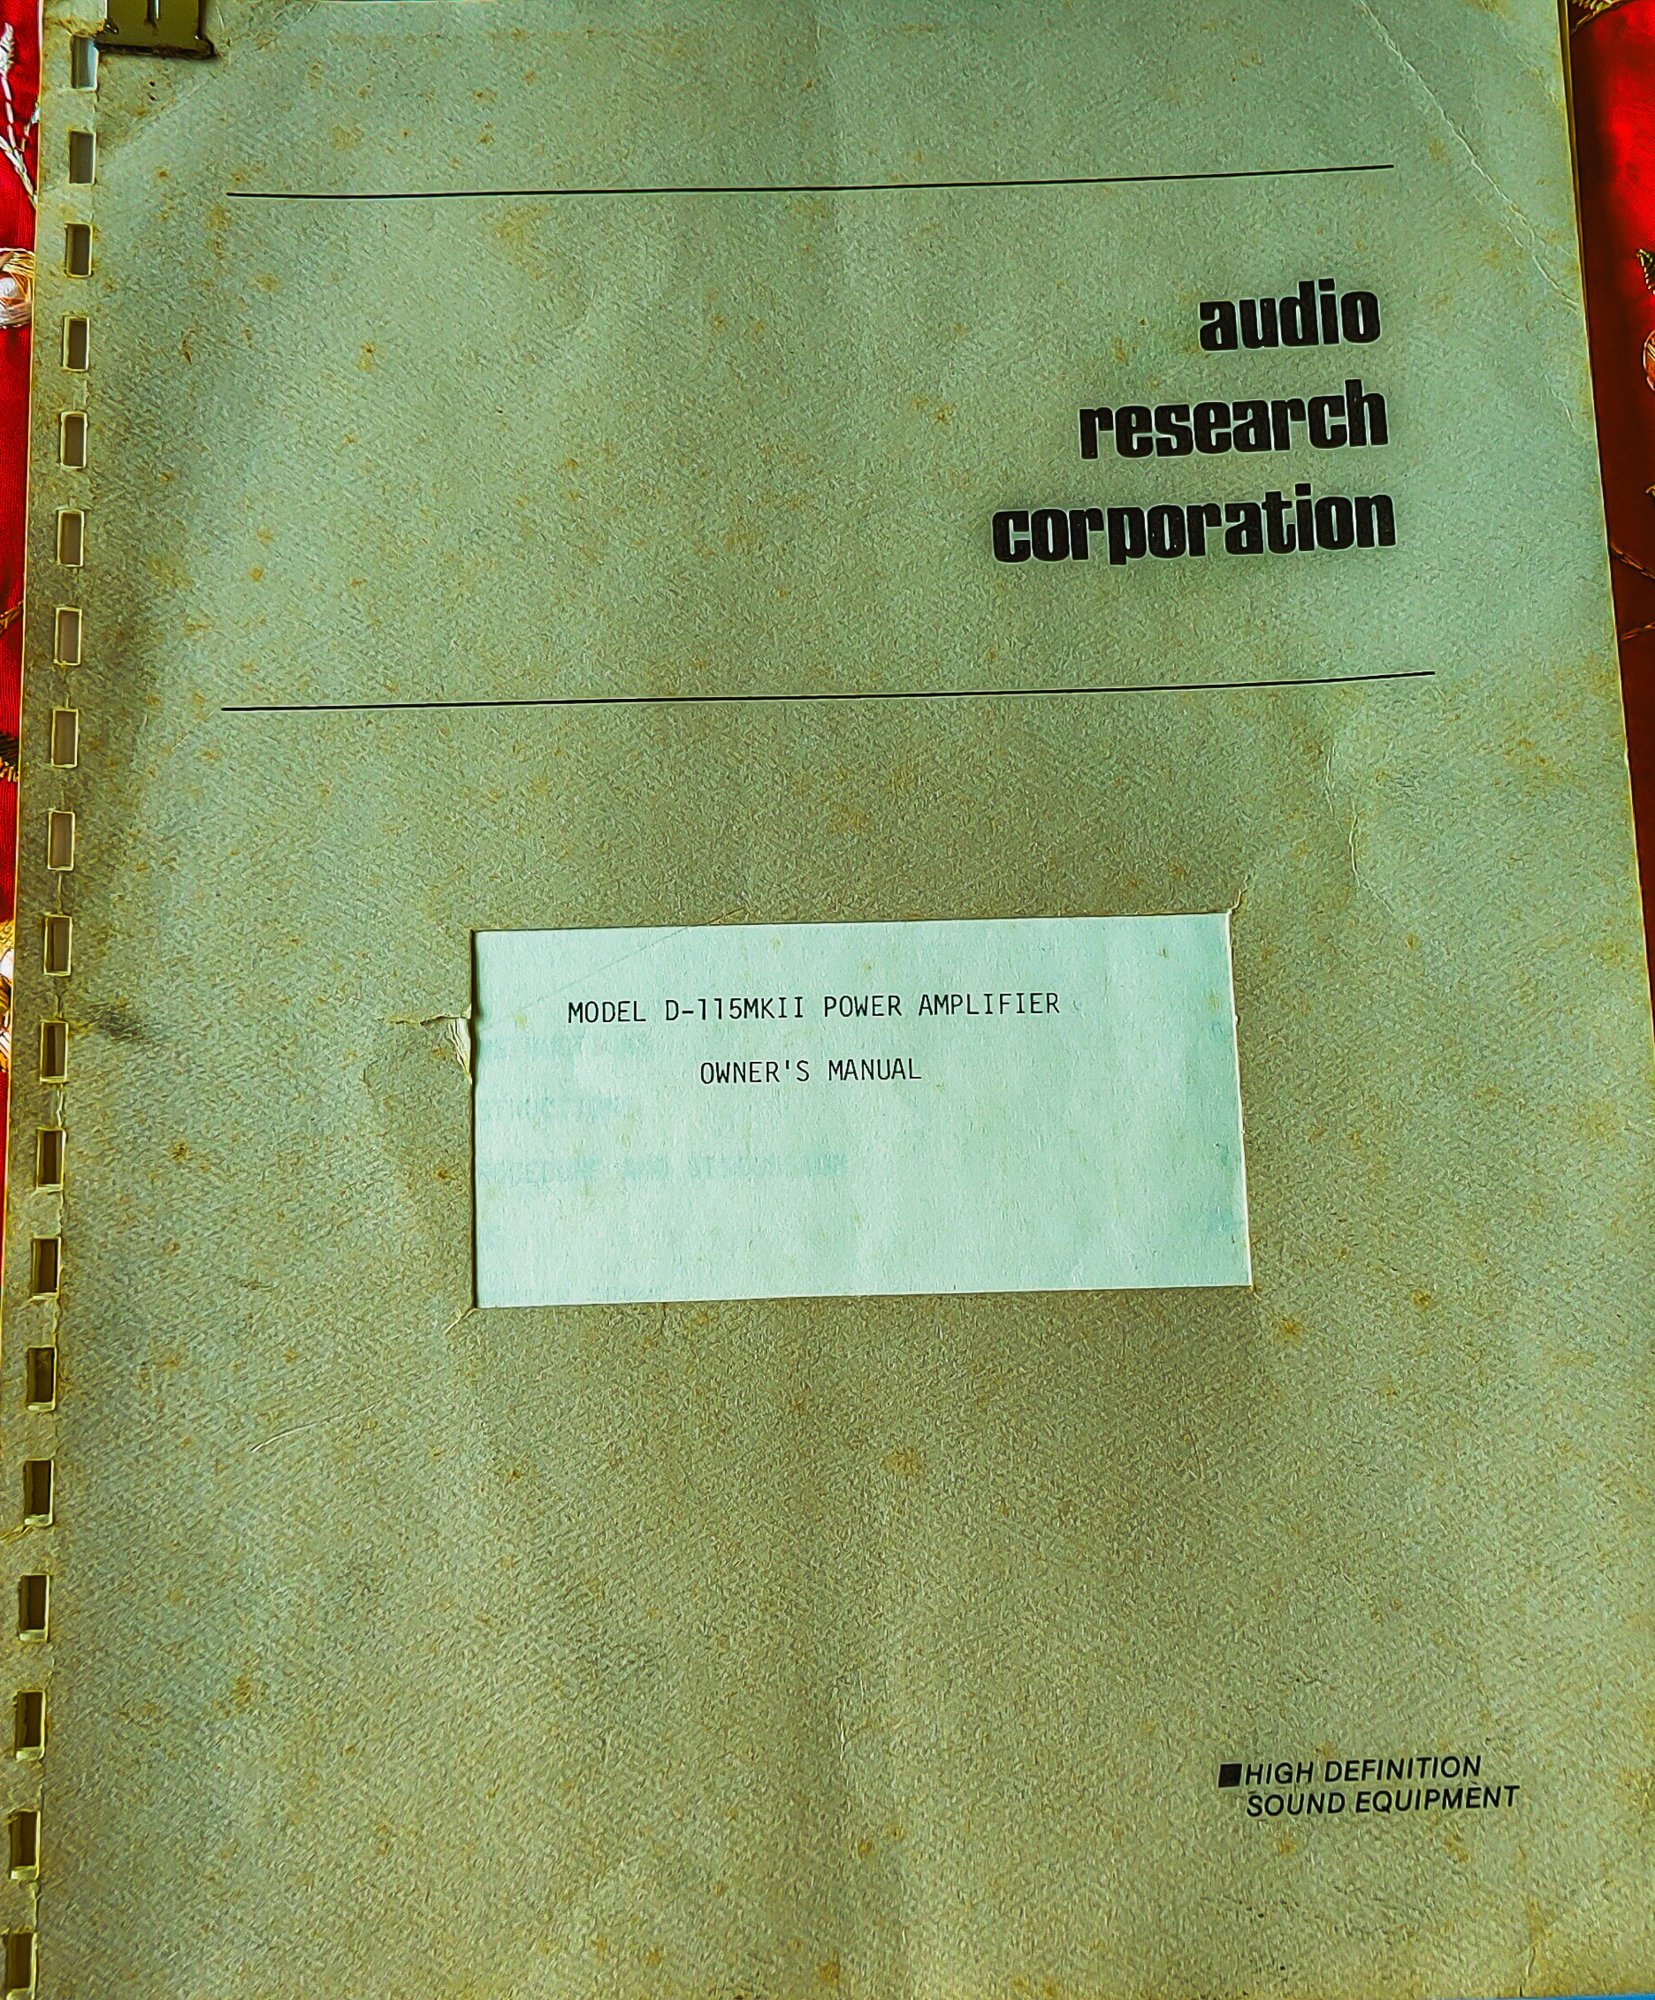 audio
research
corporation
MODEL D-115MKII POWER AMPLIFIER
OWNER'S MANUAL
HIGH DEFINITION
SOUND EQUIPMENT